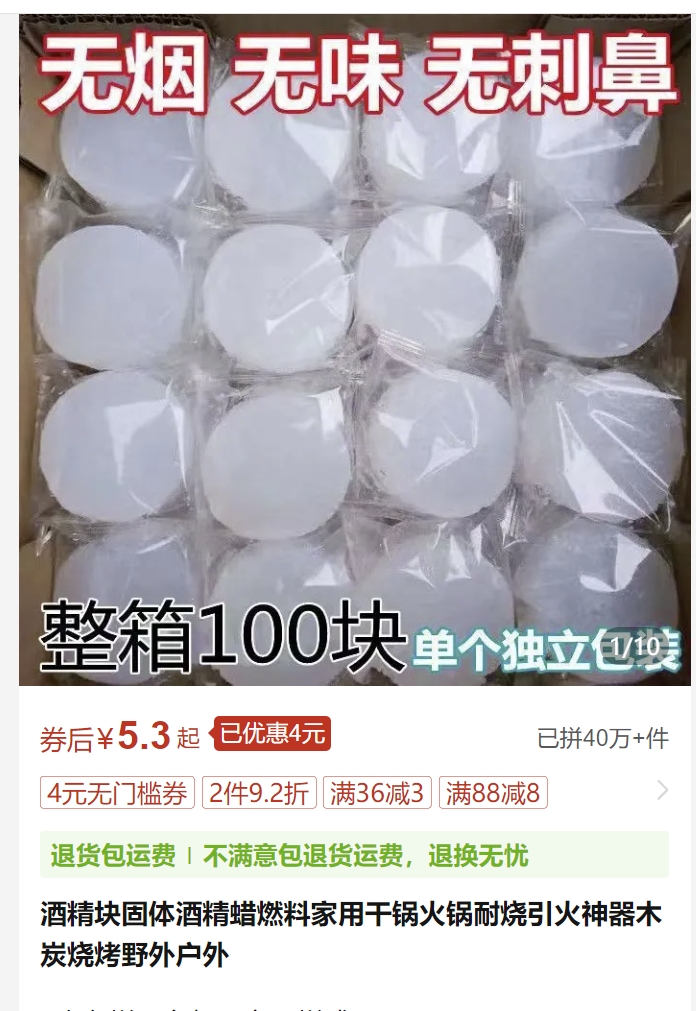 无烟 无味 无刺鼻
整箱100块
单个独立包装
1/10
券后¥5.3起 已优惠4元 已拼40万+件
4元无门槛券 2件9.2折 满36减3 满88减8
退货包运费 | 不满意包退货运费，退换无忧
酒精块固体酒精蜡燃料家用干锅火锅耐烧引火神器木
炭烧烤野外户外